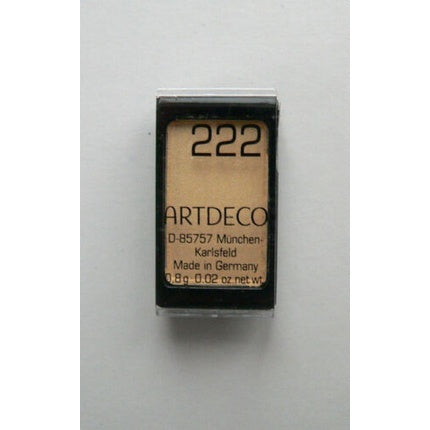 222
ARTDECO
D-85757 München-
Karlsfeld
Made in Germany
0.8g 0.02 oz.net wt.